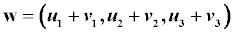 w = (u₁ + v₁, u₂ + v₂, u₃ + v₃)